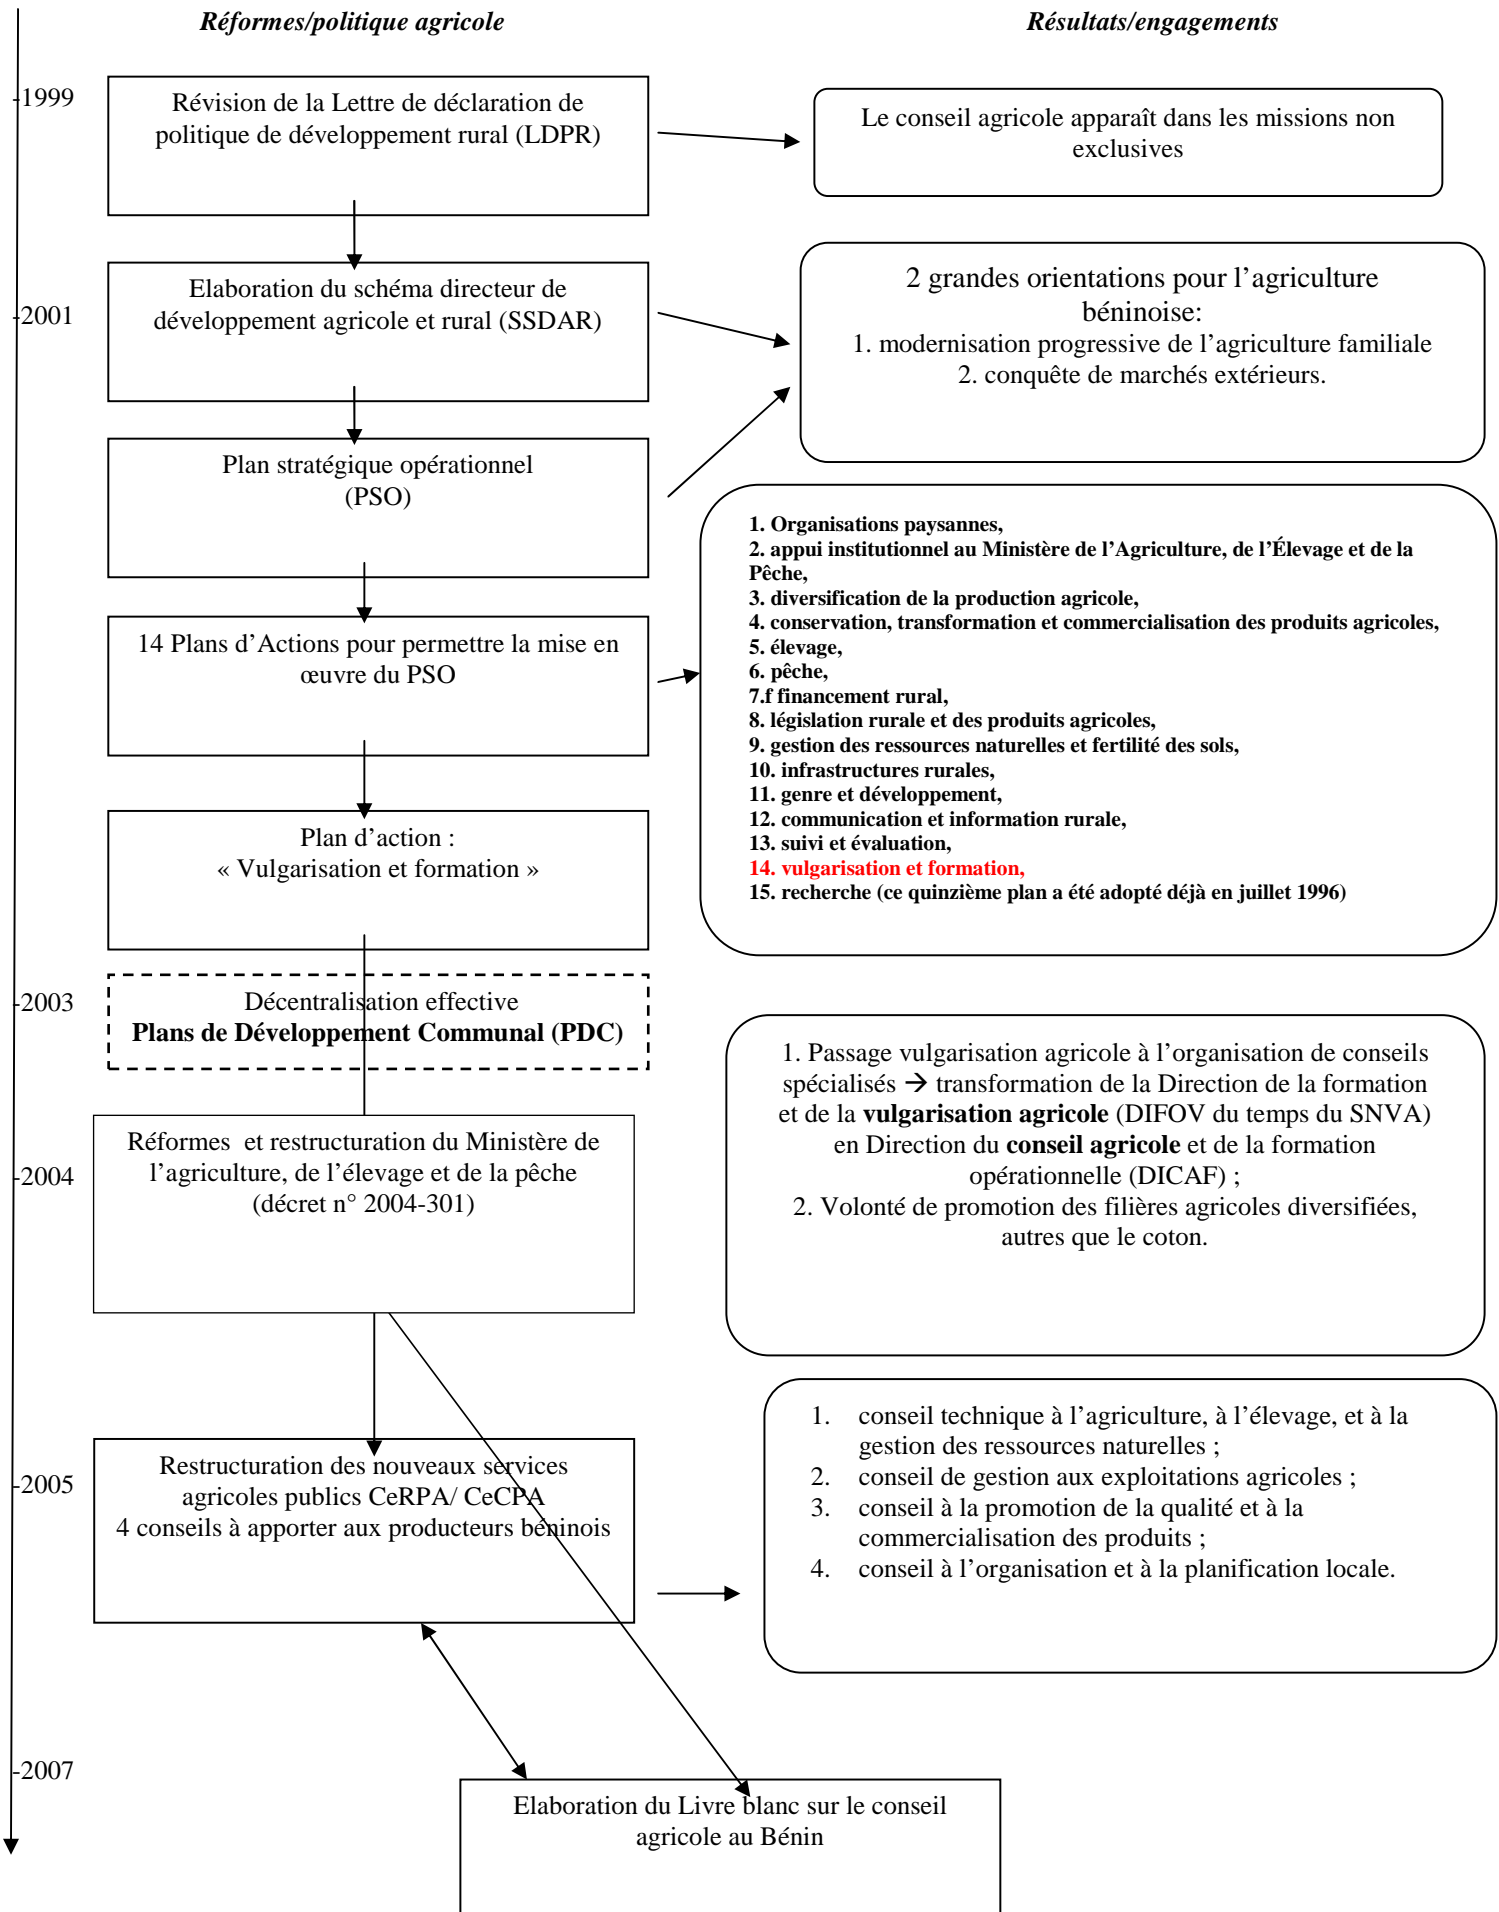 Réformes/politique agricole
Résultats/engagements
-1999
Révision de la Lettre de déclaration de
politique de développement rural (LDPR)
Le conseil agricole apparaît dans les missions non
exclusives
-2001
Elaboration du schéma directeur de
développement agricole et rural (SSDAR)
2 grandes orientations pour l’agriculture
béninoise:
1. modernisation progressive de l’agriculture familiale
2. conquête de marchés extérieurs.
Plan stratégique opérationnel
(PSO)
14 Plans d’Actions pour permettre la mise en
œuvre du PSO
1. Organisations paysannes,
2. appui institutionnel au Ministère de l’Agriculture, de l’Élevage et de la
Pêche,
3. diversification de la production agricole,
4. conservation, transformation et commercialisation des produits agricoles,
5. élevage,
6. pêche,
7.f financement rural,
8. législation rurale et des produits agricoles,
9. gestion des ressources naturelles et fertilité des sols,
10. infrastructures rurales,
11. genre et développement,
12. communication et information rurale,
13. suivi et évaluation,
14. vulgarisation et formation,
15. recherche (ce quinzième plan a été adopté déjà en juillet 1996)
Plan d’action :
« Vulgarisation et formation »
-2003
Décentralisation effective
Plans de Développement Communal (PDC)
-2004
Réformes et restructuration du Ministère de
l’agriculture, de l’élevage et de la pêche
(décret n° 2004-301)
1. Passage vulgarisation agricole à l’organisation de conseils
spécialisés → transformation de la Direction de la formation
et de la vulgarisation agricole (DIFOV du temps du SNVA)
en Direction du conseil agricole et de la formation
opérationnelle (DICAF) ;
2. Volonté de promotion des filières agricoles diversifiées,
autres que le coton.
-2005
Restructuration des nouveaux services
agricoles publics CeRPA/ CeCPA
4 conseils à apporter aux producteurs béninois
1. conseil technique à l’agriculture, à l’élevage, et à la
gestion des ressources naturelles ;
2. conseil de gestion aux exploitations agricoles ;
3. conseil à la promotion de la qualité et à la
commercialisation des produits ;
4. conseil à l’organisation et à la planification locale.
-2007
Elaboration du Livre blanc sur le conseil
agricole au Bénin